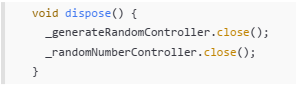 void dispose() {
_generateRandomController.close();
_randomNumberController.close();
}